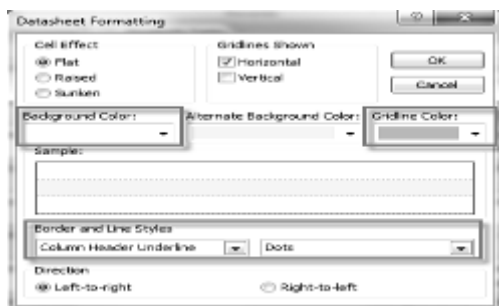 Datasheet Formatting
Cell Effect
Flat
Raised
Sunken
Gridlines Shown
Horizontal
Vertical
OK
Cancel
Background Color:
Alternate Background Color:
Gridline Color:
Sample:
Border and Line Styles
Column Header Underline
Dots
Direction
Left-to-right
Right-to-left